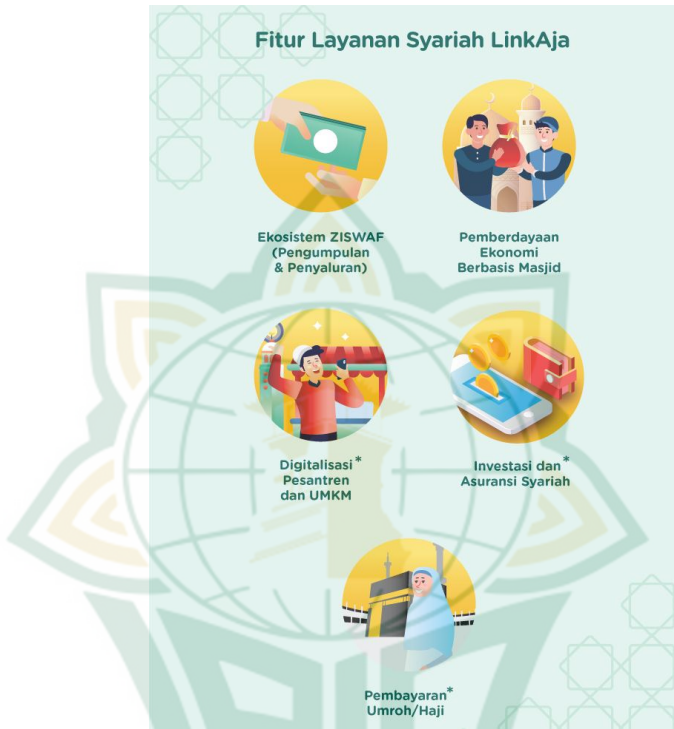 Fitur Layanan Syariah LinkAja
Ekosistem ZISWAF
(Pengumpulan
& Penyaluran)
Pemberdayaan
Ekonomi
Berbasis Masjid
Digitalisasi*
Pesantren
dan UMKM
Investasi dan*
Asuransi Syariah
Pembayaran*
Umroh/Haji